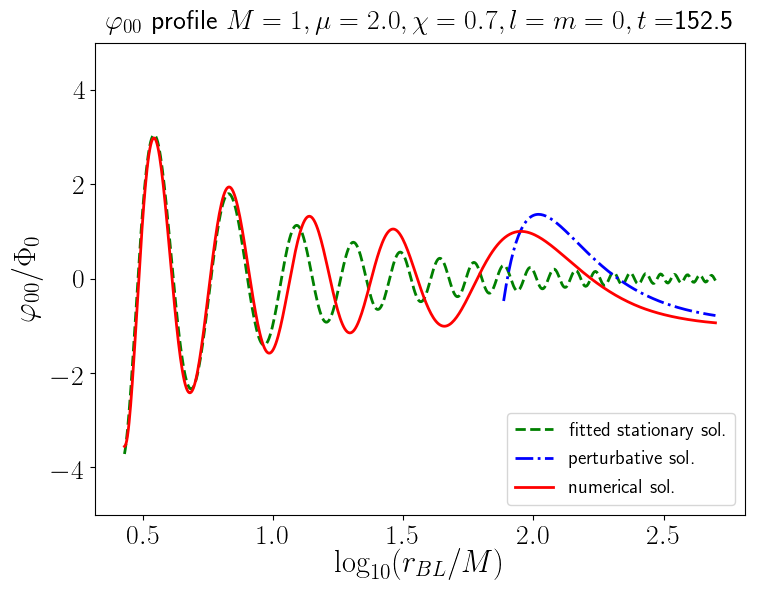 φ₀₀ profile M = 1, μ = 2.0, χ = 0.7, l = m = 0, t =152.5
φ₀₀/Φ₀
4
2
0
−2
−4
fitted stationary sol.
perturbative sol.
numerical sol.
0.5 1.0 1.5 2.0 2.5
log₁₀(r_BL/M)